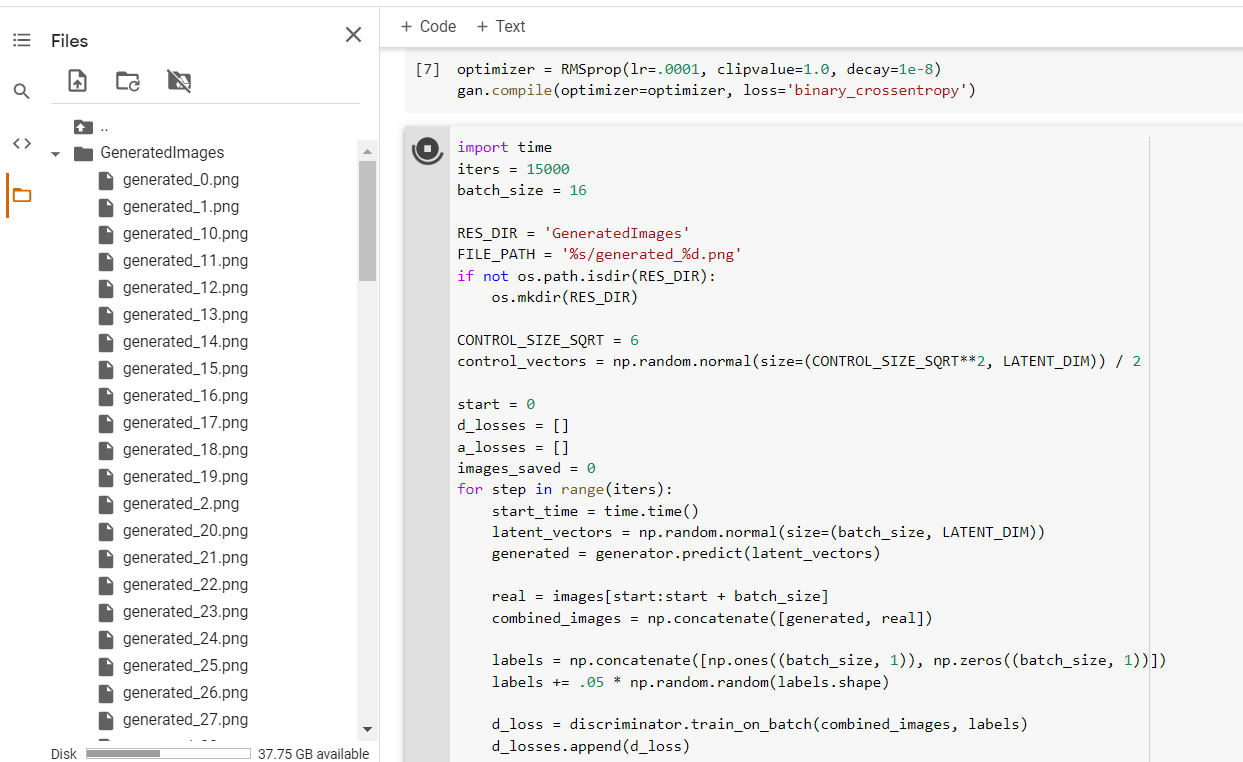 Files
..
GeneratedImages
generated_0.png
generated_1.png
generated_10.png
generated_11.png
generated_12.png
generated_13.png
generated_14.png
generated_15.png
generated_16.png
generated_17.png
generated_18.png
generated_19.png
generated_2.png
generated_20.png
generated_21.png
generated_22.png
generated_23.png
generated_24.png
generated_25.png
generated_26.png
generated_27.png
Disk 37.75 GB available
+ Code + Text
[7] optimizer = RMSprop(lr=.0001, clipvalue=1.0, decay=1e-8)
gan.compile(optimizer=optimizer, loss='binary_crossentropy')
import time
iters = 15000
batch_size = 16
RES_DIR = 'GeneratedImages'
FILE_PATH = '%s/generated_%d.png'
if not os.path.isdir(RES_DIR):
    os.mkdir(RES_DIR)
CONTROL_SIZE_SQRT = 6
control_vectors = np.random.normal(size=(CONTROL_SIZE_SQRT**2, LATENT_DIM)) / 2
start = 0
d_losses = []
a_losses = []
images_saved = 0
for step in range(iters):
    start_time = time.time()
    latent_vectors = np.random.normal(size=(batch_size, LATENT_DIM))
    generated = generator.predict(latent_vectors)
    real = images[start:start + batch_size]
    combined_images = np.concatenate([generated, real])
    labels = np.concatenate([np.ones((batch_size, 1)), np.zeros((batch_size, 1))])
    labels += .05 * np.random.random(labels.shape)
    d_loss = discriminator.train_on_batch(combined_images, labels)
    d_losses.append(d_loss)